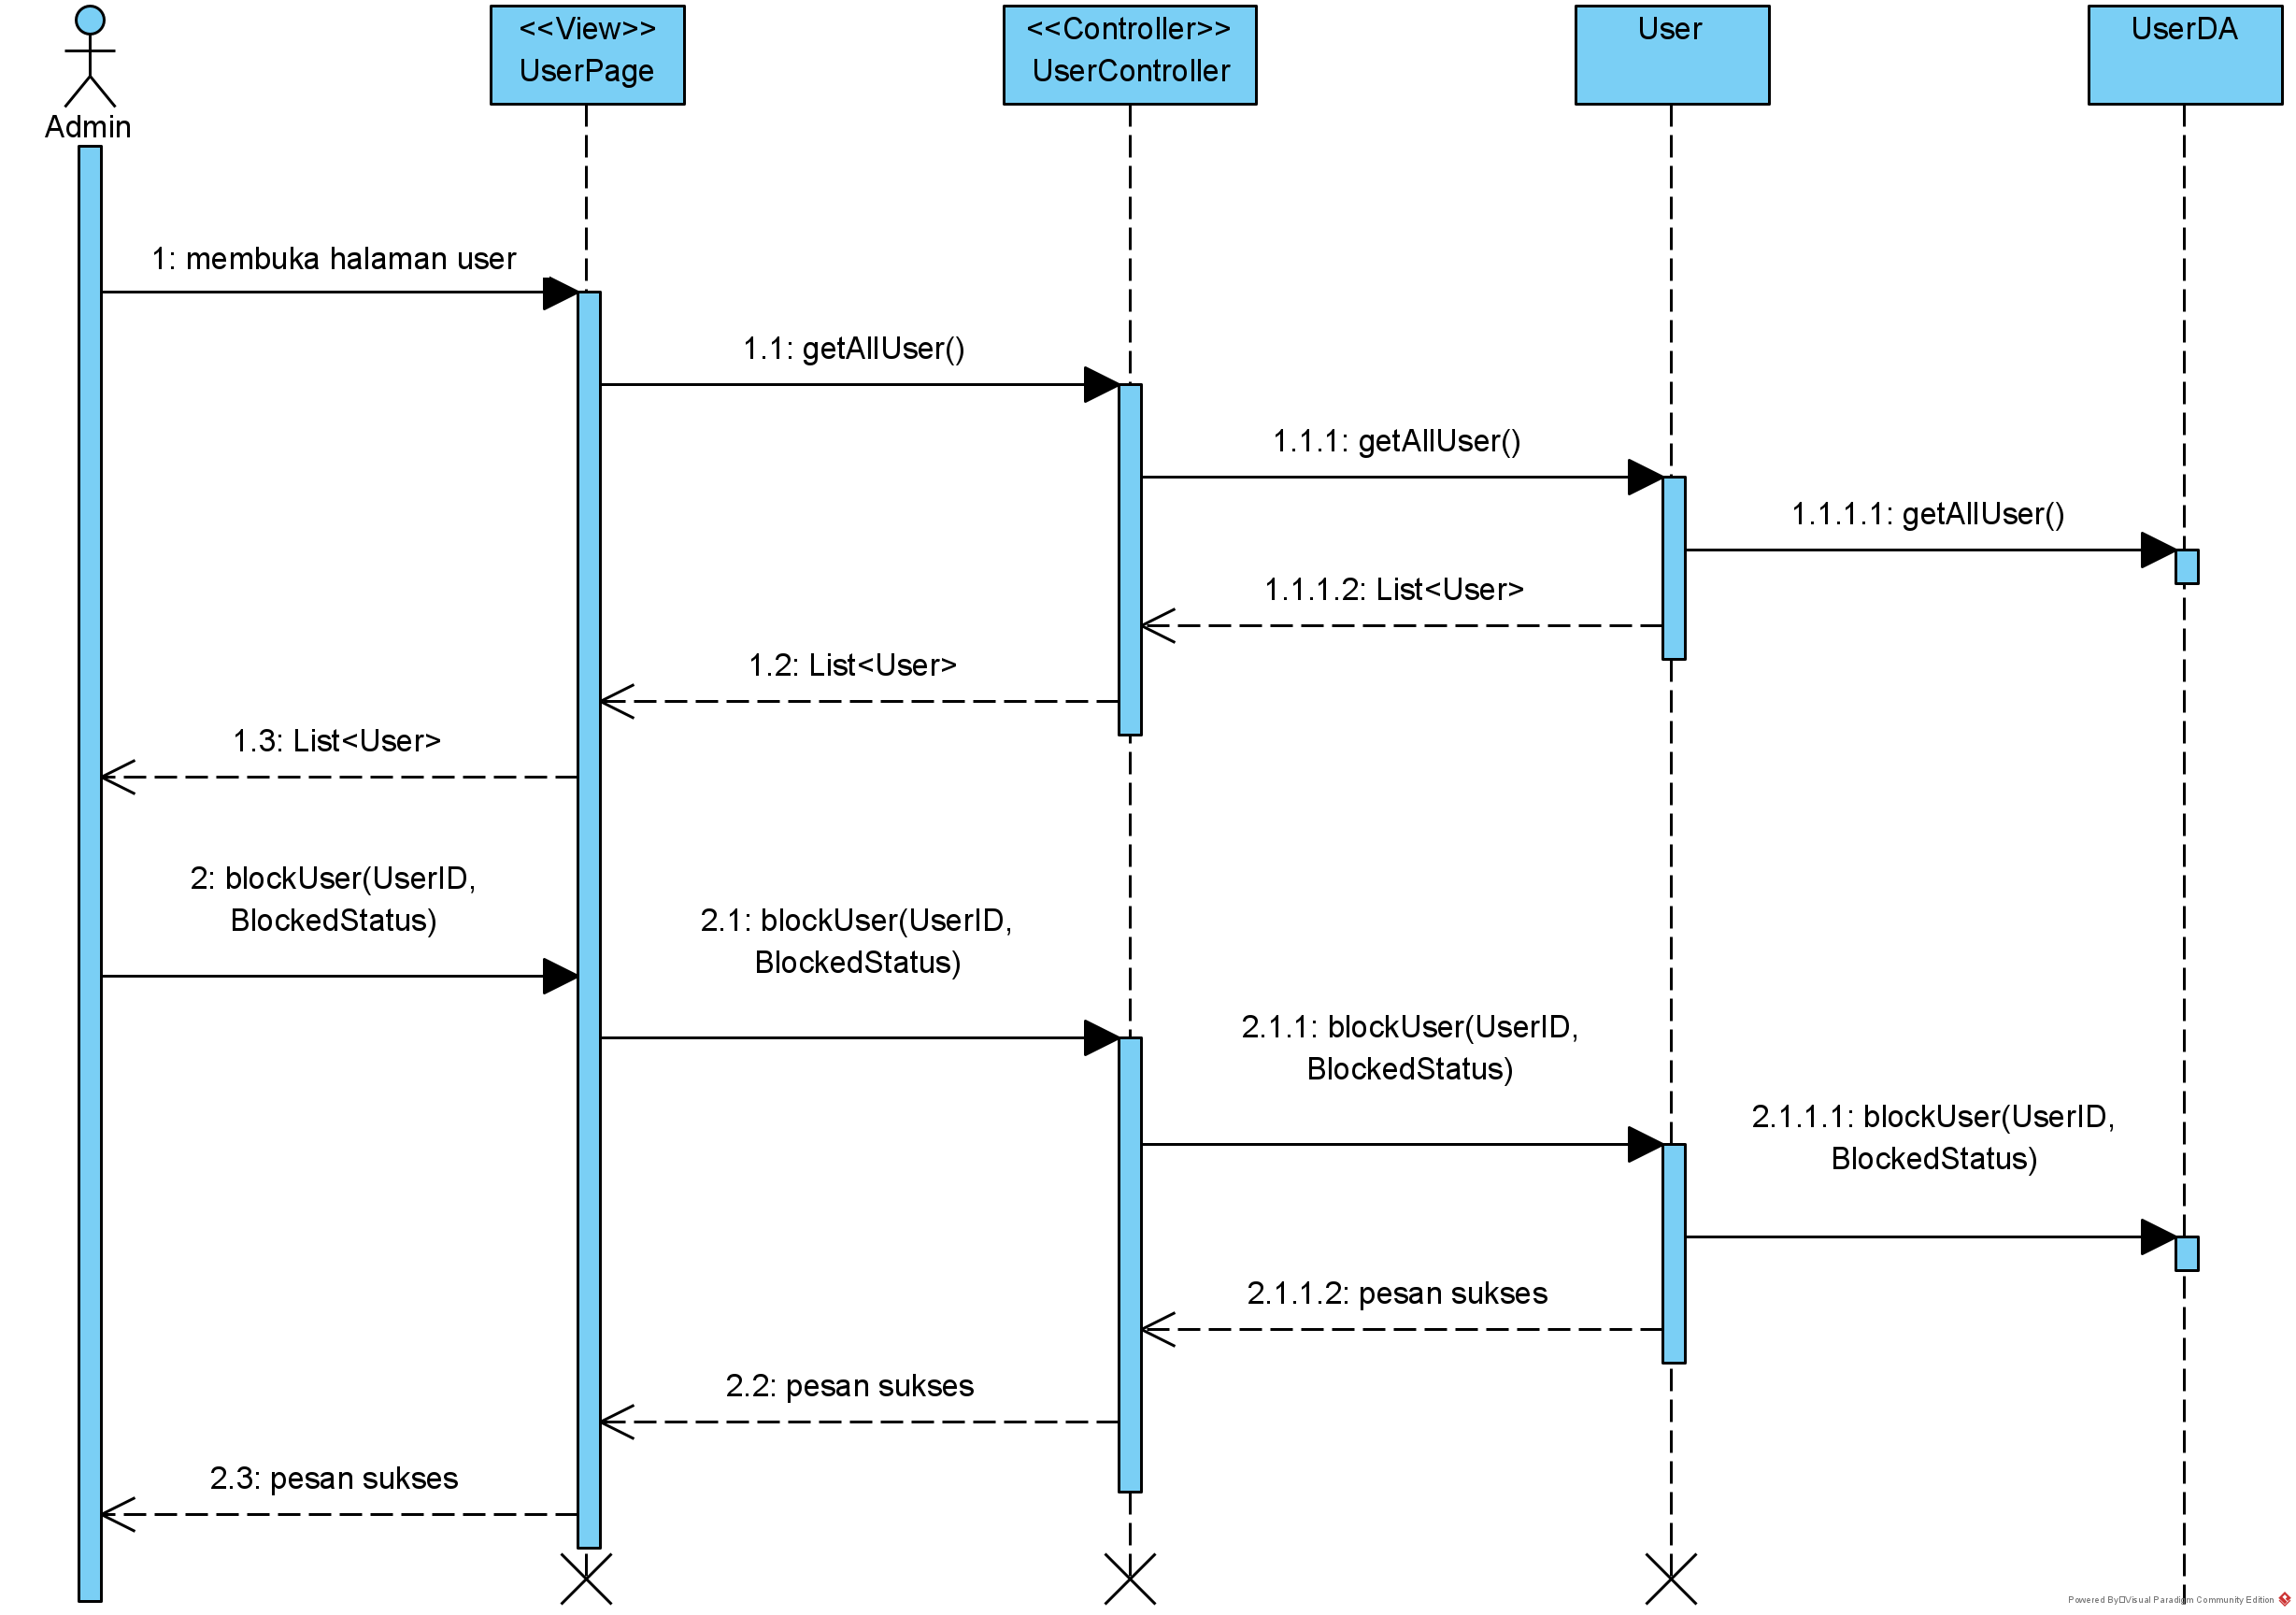 <<View>>
UserPage
<<Controller>>
UserController
User
UserDA
Admin
1: membuka halaman user
1.1: getAllUser()
1.1.1: getAllUser()
1.1.1.1: getAllUser()
1.1.1.2: List<User>
1.2: List<User>
1.3: List<User>
2: blockUser(UserID,
BlockedStatus)
2.1: blockUser(UserID,
BlockedStatus)
2.1.1: blockUser(UserID,
BlockedStatus)
2.1.1.1: blockUser(UserID,
BlockedStatus)
2.1.1.2: pesan sukses
2.2: pesan sukses
2.3: pesan sukses
Powered By□Visual Paradigm Community Edition